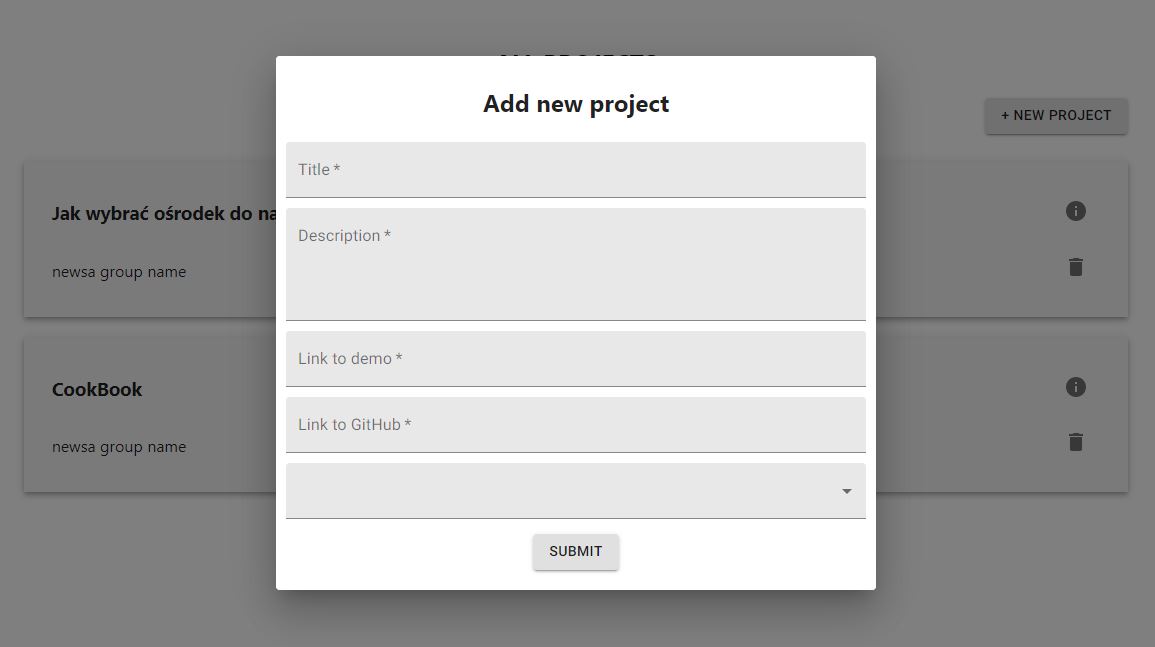 Add new project
+ NEW PROJECT
Title *
Jak wybrać ośrodek do na
Description *
newsa group name
Link to demo *
CookBook
Link to GitHub *
newsa group name
SUBMIT